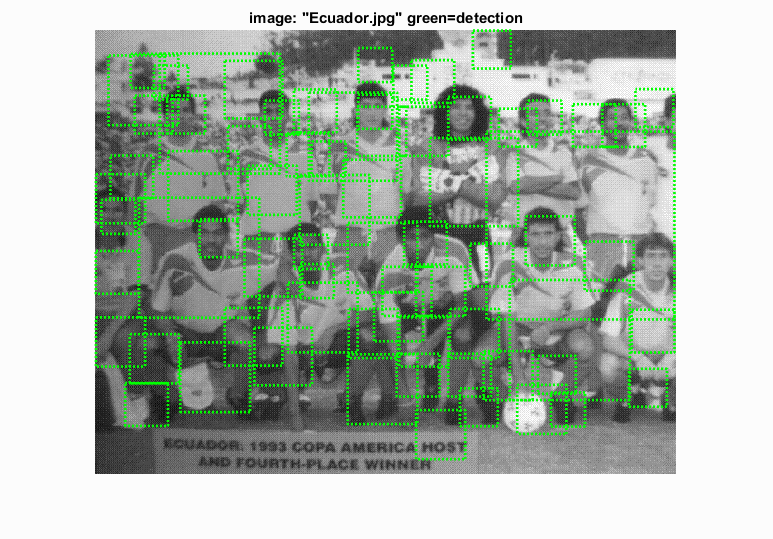 image: "Ecuador.jpg" green=detection
ECUADOR: 1993 COPA AMERICA HOST
AND FOURTH-PLACE WINNER